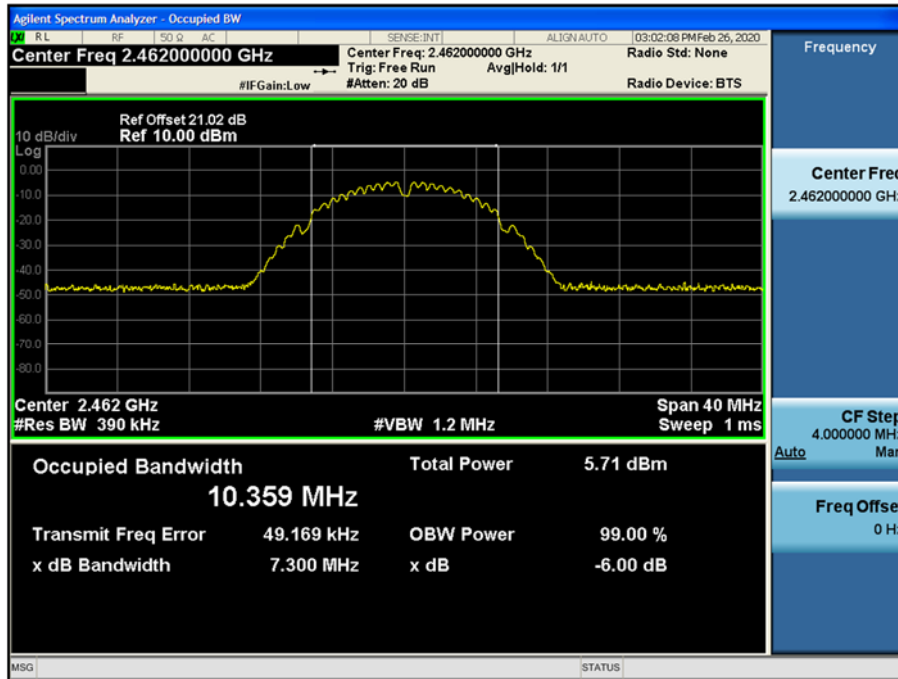 Agilent Spectrum Analyzer - Occupied BW
LXI RL RF 50 Ω AC SENSE:INT ALIGN AUTO 03:02:08 PM Feb 26, 2020
Center Freq 2.462000000 GHz
Center Freq: 2.462000000 GHz
Radio Std: None
Trig: Free Run Avg|Hold: 1/1
#IFGain:Low
#Atten: 20 dB
Radio Device: BTS
Frequency
Ref Offset 21.02 dB
10 dB/div Ref 10.00 dBm
Log
0.00
-10.0
-20.0
-30.0
-40.0
-50.0
-60.0
-70.0
-80.0
Center 2.462 GHz Span 40 MHz
#Res BW 390 kHz #VBW 1.2 MHz Sweep 1 ms
Occupied Bandwidth Total Power 5.71 dBm
10.359 MHz
Transmit Freq Error 49.169 kHz OBW Power 99.00 %
x dB Bandwidth 7.300 MHz x dB -6.00 dB
Center Freq
2.462000000 GHz
CF Step
4.000000 MH
Auto Man
Freq Offse
0 H
MSG STATUS